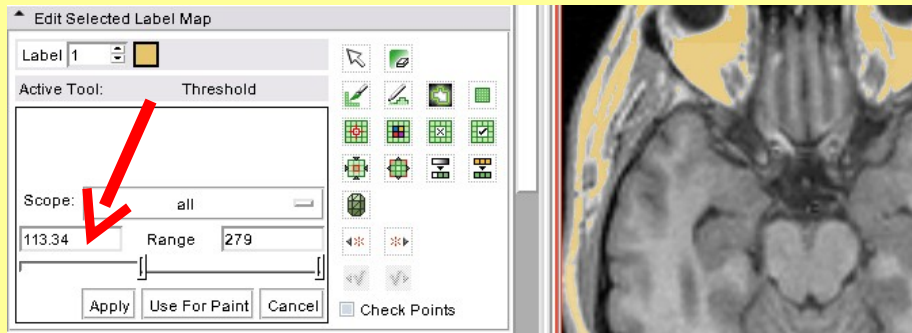 Edit Selected Label Map
Label 1
Active Tool: Threshold
Scope: all
113.34 Range 279
Apply Use For Paint Cancel
Check Points